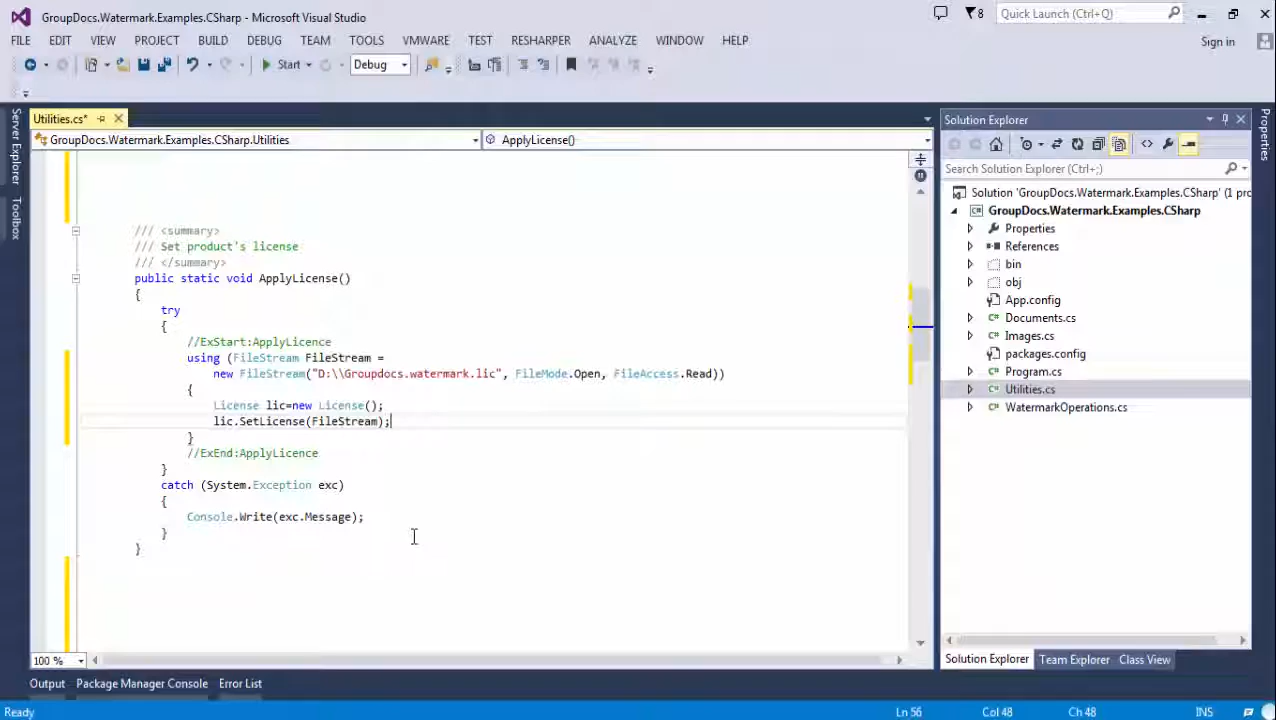 GroupDocs.Watermark.Examples.CSharp - Microsoft Visual Studio
8
Quick Launch (Ctrl+Q)
FILE EDIT VIEW PROJECT BUILD DEBUG TEAM TOOLS VMWARE TEST RESHARPER ANALYZE WINDOW HELP
Sign in
Start
Debug
Server Explorer
Toolbox
Utilities.cs*
GroupDocs.Watermark.Examples.CSharp.Utilities
ApplyLicense()
/// <summary>
/// Set product's license
/// </summary>
public static void ApplyLicense()
{
try
{
//ExStart:ApplyLicence
using (FileStream FileStream =
new FileStream("D:\\Groupdocs.watermark.lic", FileMode.Open, FileAccess.Read))
{
License lic=new License();
lic.SetLicense(FileStream);
}
//ExEnd:ApplyLicence
}
catch (System.Exception exc)
{
Console.Write(exc.Message);
}
}
100 %
Solution Explorer
Search Solution Explorer (Ctrl+;)
Solution 'GroupDocs.Watermark.Examples.CSharp' (1 pro
GroupDocs.Watermark.Examples.CSharp
Properties
References
bin
obj
App.config
Documents.cs
Images.cs
packages.config
Program.cs
Utilities.cs
WatermarkOperations.cs
Solution Explorer Team Explorer Class View
Properties
Output Package Manager Console Error List
Ready
Ln 56
Col 48
Ch 48
INS